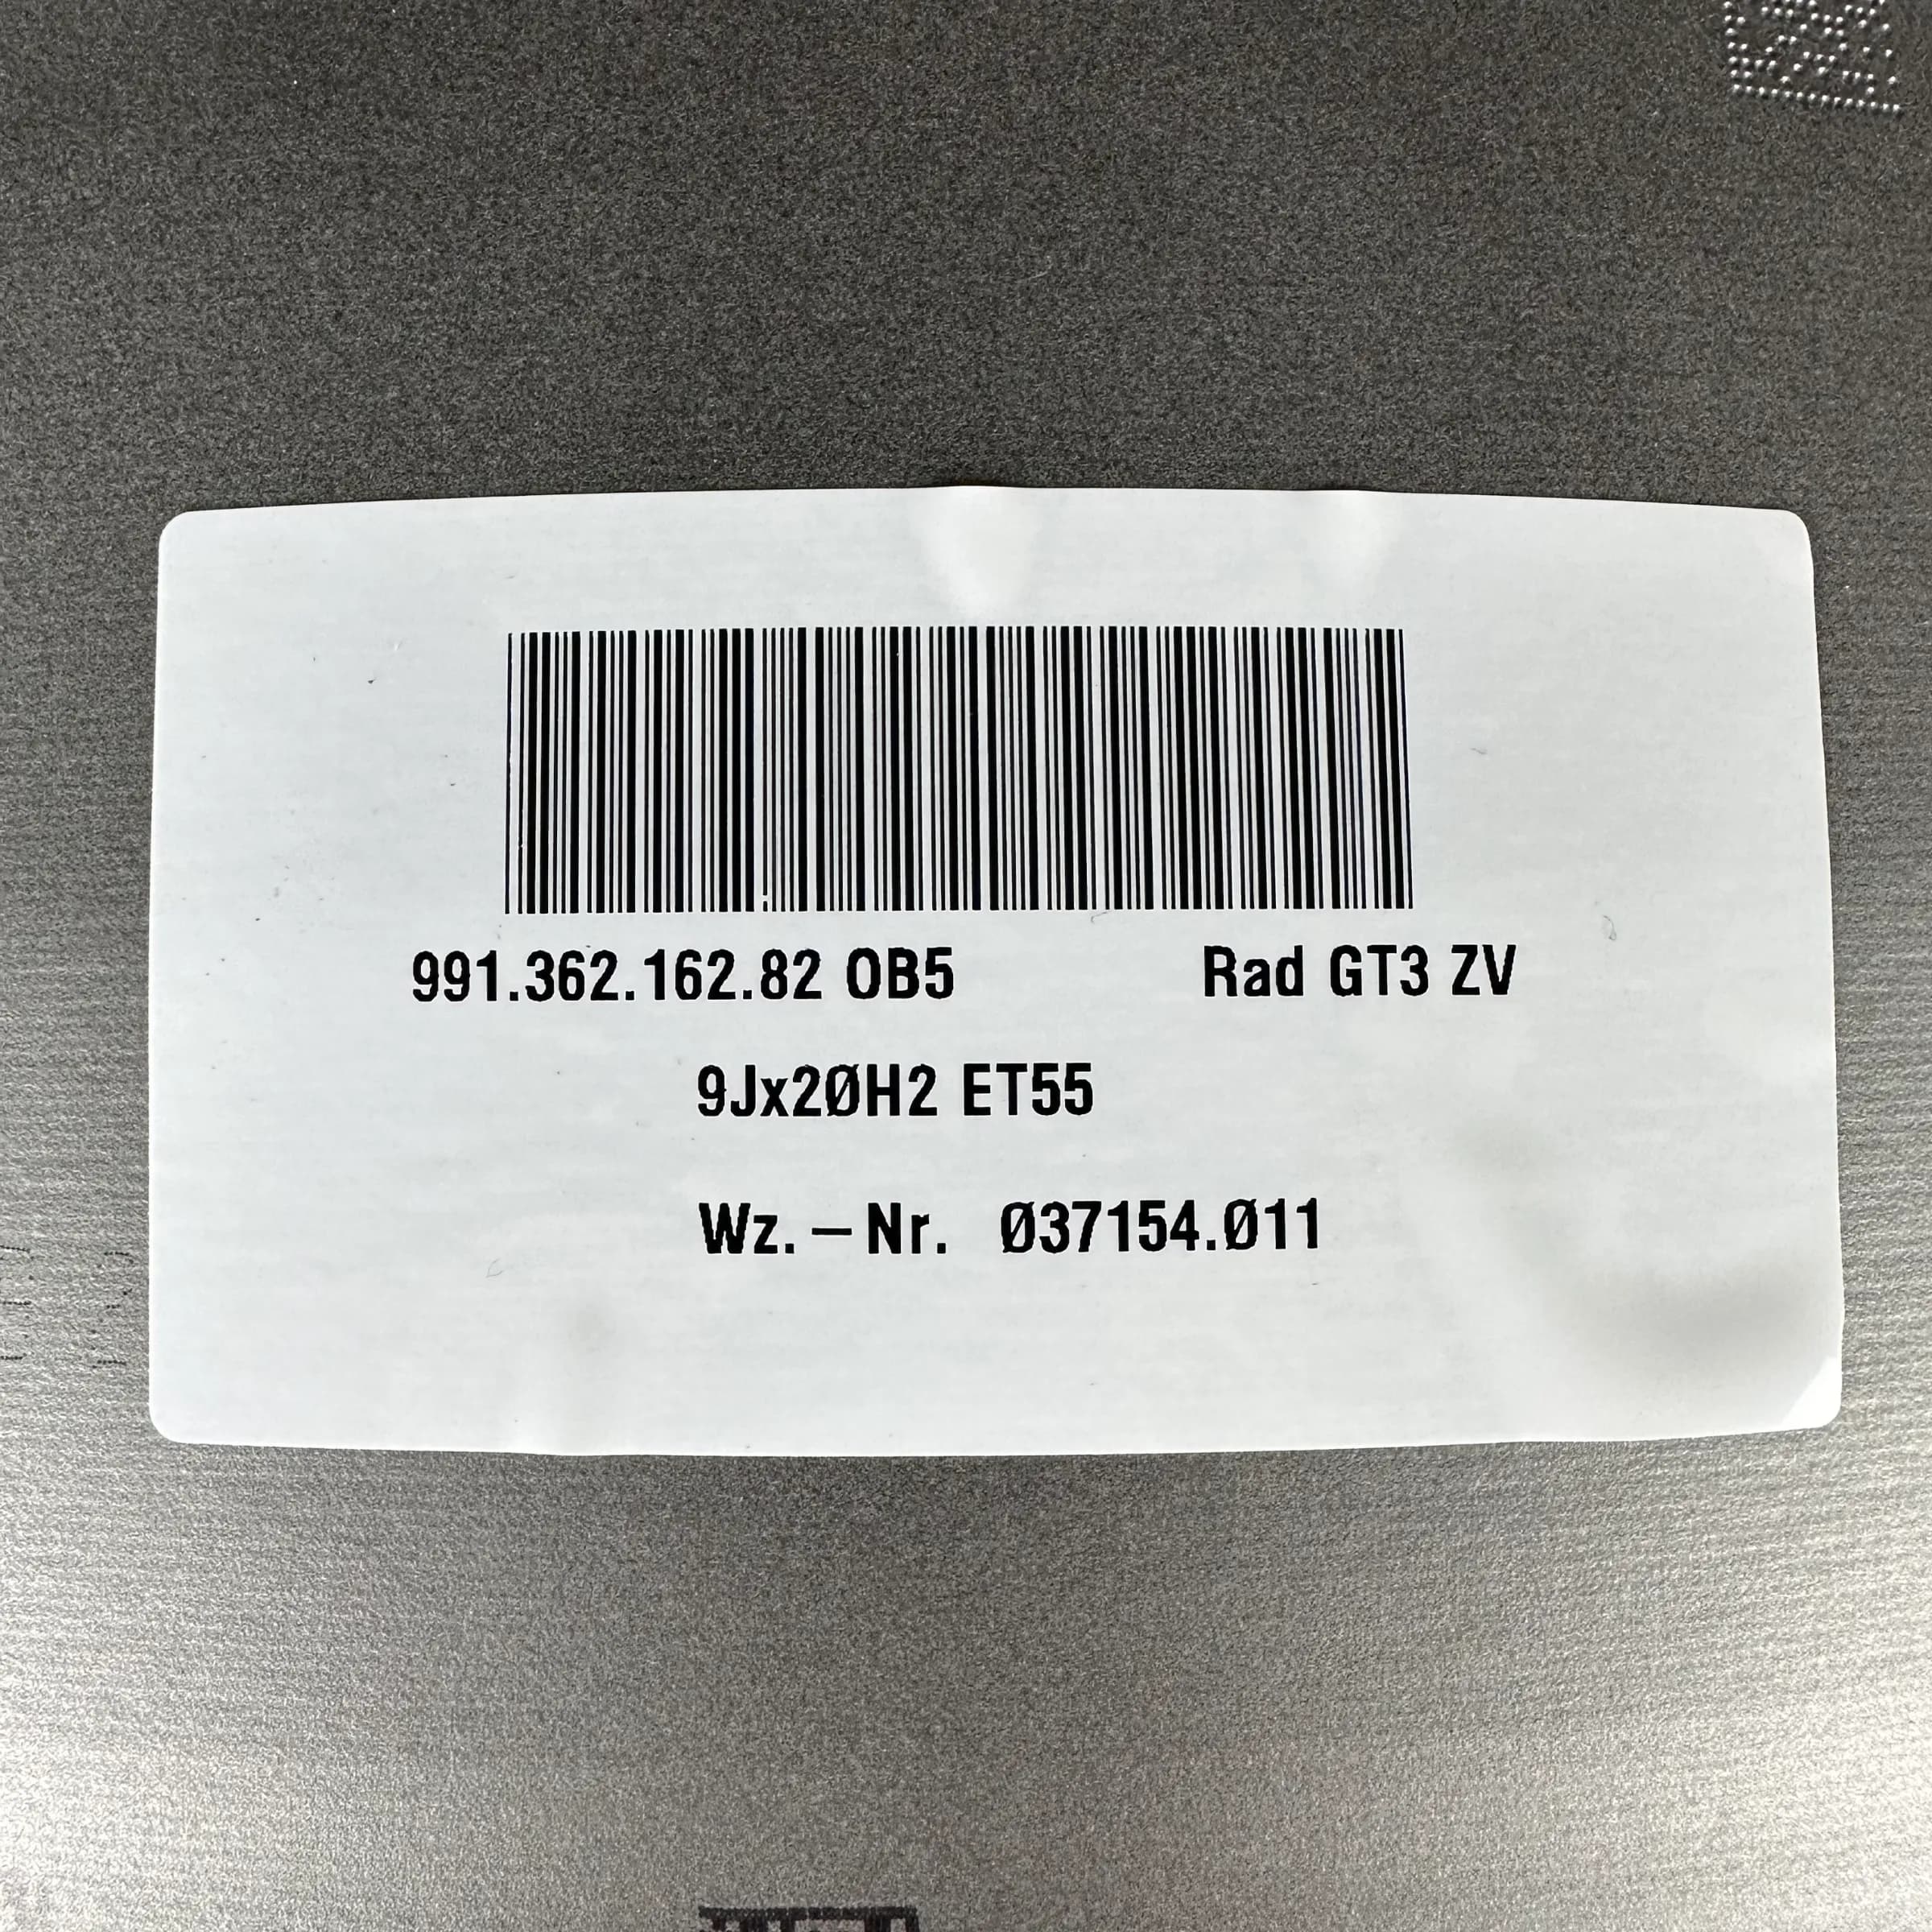 991.362.162.82 OB5 Rad GT3 ZV
9Jx2ØH2 ET55
Wz.-Nr. Ø37154.Ø11